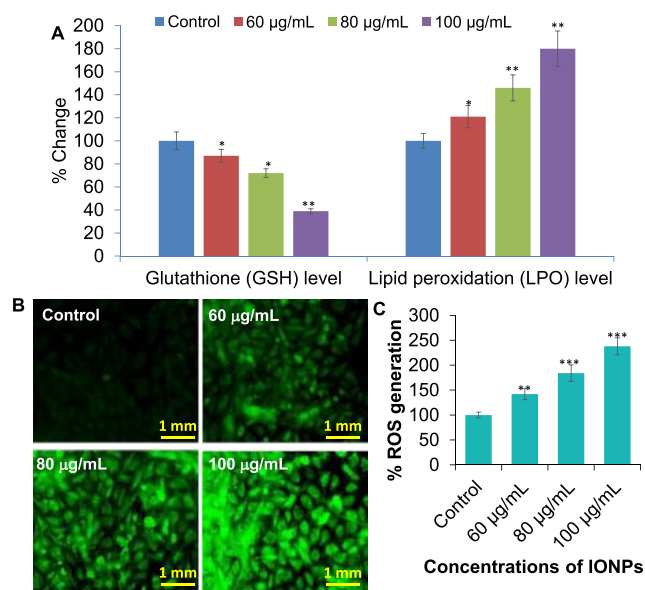 A
Control 60 µg/mL 80 µg/mL 100 µg/mL
% Change
200
180
160
140
120
100
80
60
40
20
0
* * ** * ** **
Glutathione (GSH) level Lipid peroxidation (LPO) level
B
Control
1 mm
60 µg/mL
1 mm
80 µg/mL
1 mm
100 µg/mL
1 mm
C
% ROS generation
300
250
200
150
100
50
0
** *** ***
Control 60 µg/mL 80 µg/mL 100 µg/mL
Concentrations of IONPs